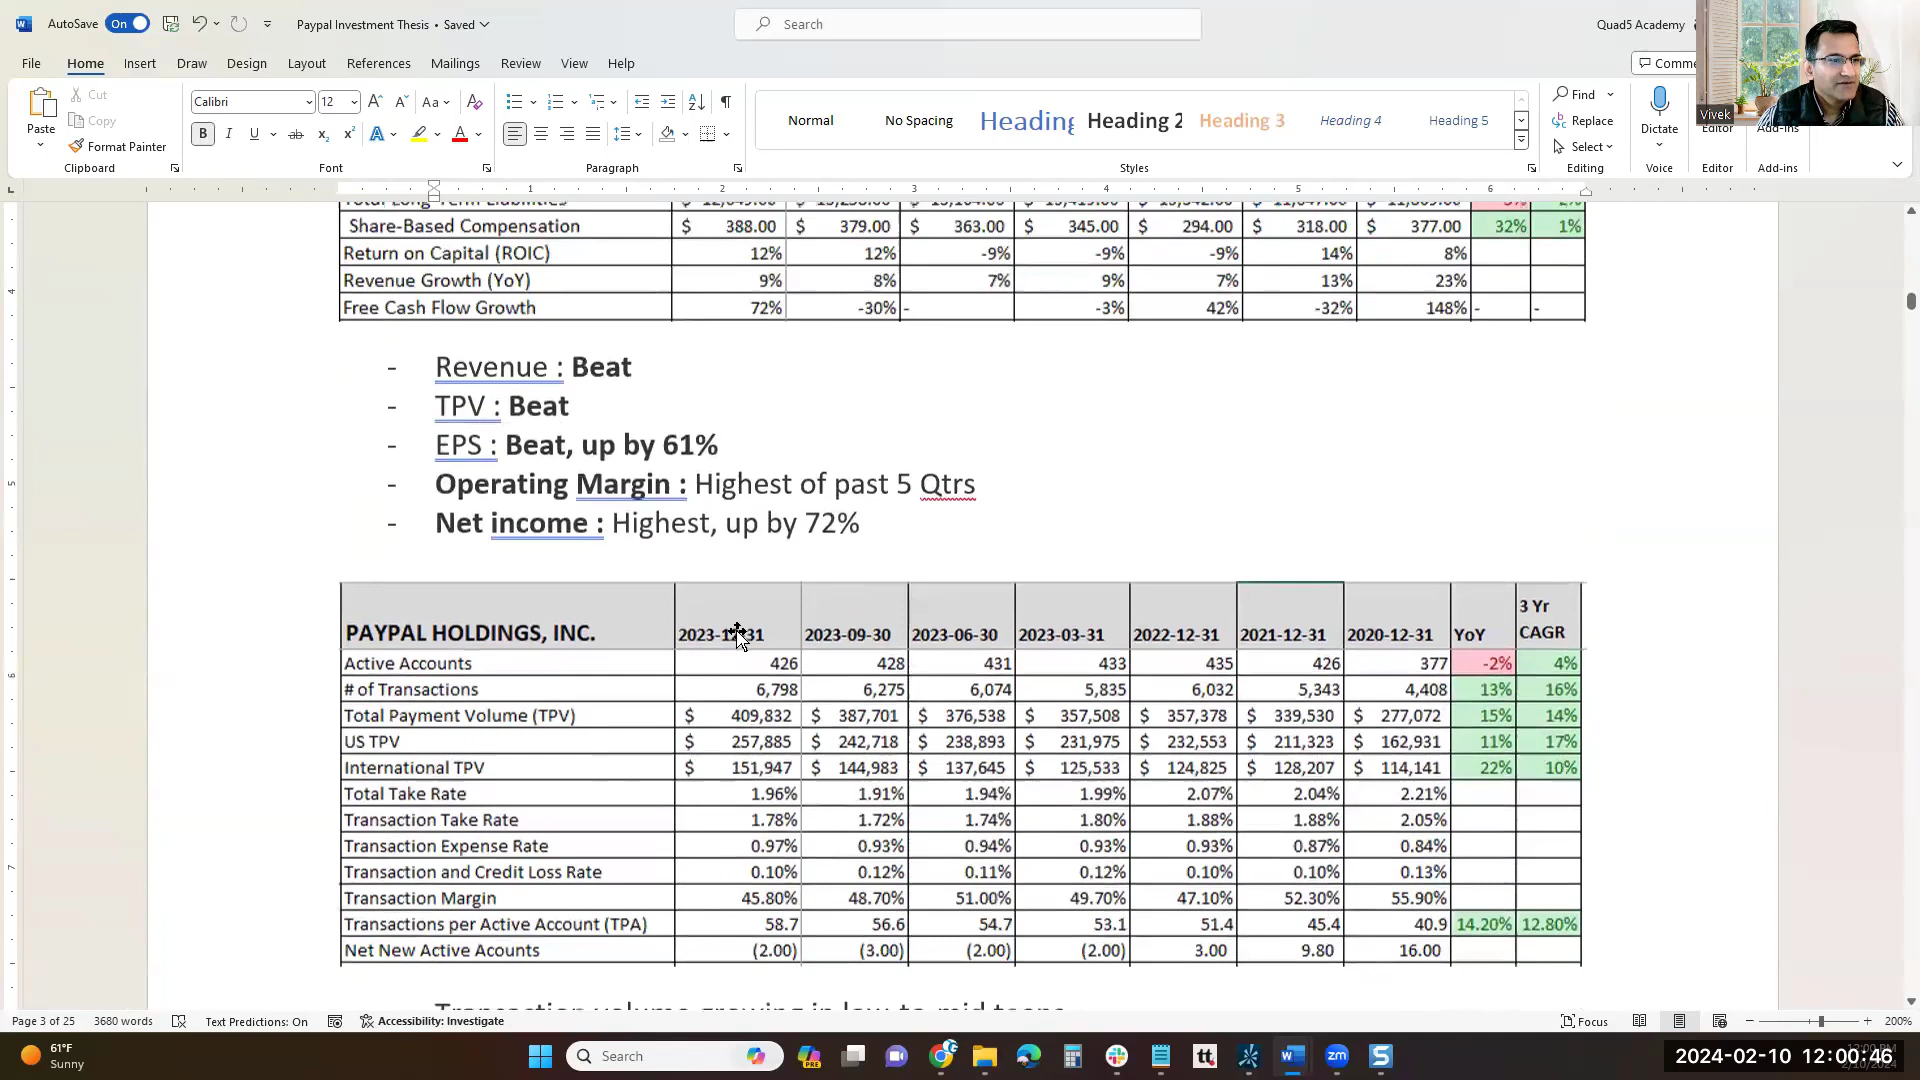 AutoSave On Paypal Investment Thesis • Saved Search Quad5 Academy
File Home Insert Draw Design Layout References Mailings Review View Help
Paste Cut Copy Format Painter Clipboard
Calibri 12 Aa Font
B I U ab x₂ x² A A
Paragraph
Normal No Spacing Heading Heading 2 Heading 3 Heading 4 Heading 5 Styles
Find Replace Select Editing
Dictate Voice
Editor Editor
Add-ins Add-ins
Vivek
1 2 3 4 5 6
Share-Based Compensation $ 388.00 $ 379.00 $ 363.00 $ 345.00 $ 294.00 $ 318.00 $ 377.00 32% 1%
Return on Capital (ROIC) 12% 12% -9% -9% -9% 14% 8%
Revenue Growth (YoY) 9% 8% 7% 9% 7% 13% 23%
Free Cash Flow Growth 72% -30% - -3% 42% -32% 148% - -
- Revenue : Beat
- TPV : Beat
- EPS : Beat, up by 61%
- Operating Margin : Highest of past 5 Qtrs
- Net income : Highest, up by 72%
PAYPAL HOLDINGS, INC. 2023-12-31 2023-09-30 2023-06-30 2023-03-31 2022-12-31 2021-12-31 2020-12-31 YoY 3 Yr CAGR
Active Accounts 426 428 431 433 435 426 377 -2% 4%
# of Transactions 6,798 6,275 6,074 5,835 6,032 5,343 4,408 13% 16%
Total Payment Volume (TPV) $ 409,832 $ 387,701 $ 376,538 $ 357,508 $ 357,378 $ 339,530 $ 277,072 15% 14%
US TPV $ 257,885 $ 242,718 $ 238,893 $ 231,975 $ 232,553 $ 211,323 $ 162,931 11% 17%
International TPV $ 151,947 $ 144,983 $ 137,645 $ 125,533 $ 124,825 $ 128,207 $ 114,141 22% 10%
Total Take Rate 1.96% 1.91% 1.94% 1.99% 2.07% 2.04% 2.21%
Transaction Take Rate 1.78% 1.72% 1.74% 1.80% 1.88% 1.88% 2.05%
Transaction Expense Rate 0.97% 0.93% 0.94% 0.93% 0.93% 0.87% 0.84%
Transaction and Credit Loss Rate 0.10% 0.12% 0.11% 0.12% 0.10% 0.10% 0.13%
Transaction Margin 45.80% 48.70% 51.00% 49.70% 47.10% 52.30% 55.90%
Transactions per Active Account (TPA) 58.7 56.6 54.7 53.1 51.4 45.4 40.9 14.20% 12.80%
Net New Active Acounts (2.00) (3.00) (2.00) (2.00) 3.00 9.80 16.00
Page 3 of 25 3680 words Text Predictions: On Accessibility: Investigate Focus 200%
61°F
Sunny
Search
2024-02-10 12:00:46